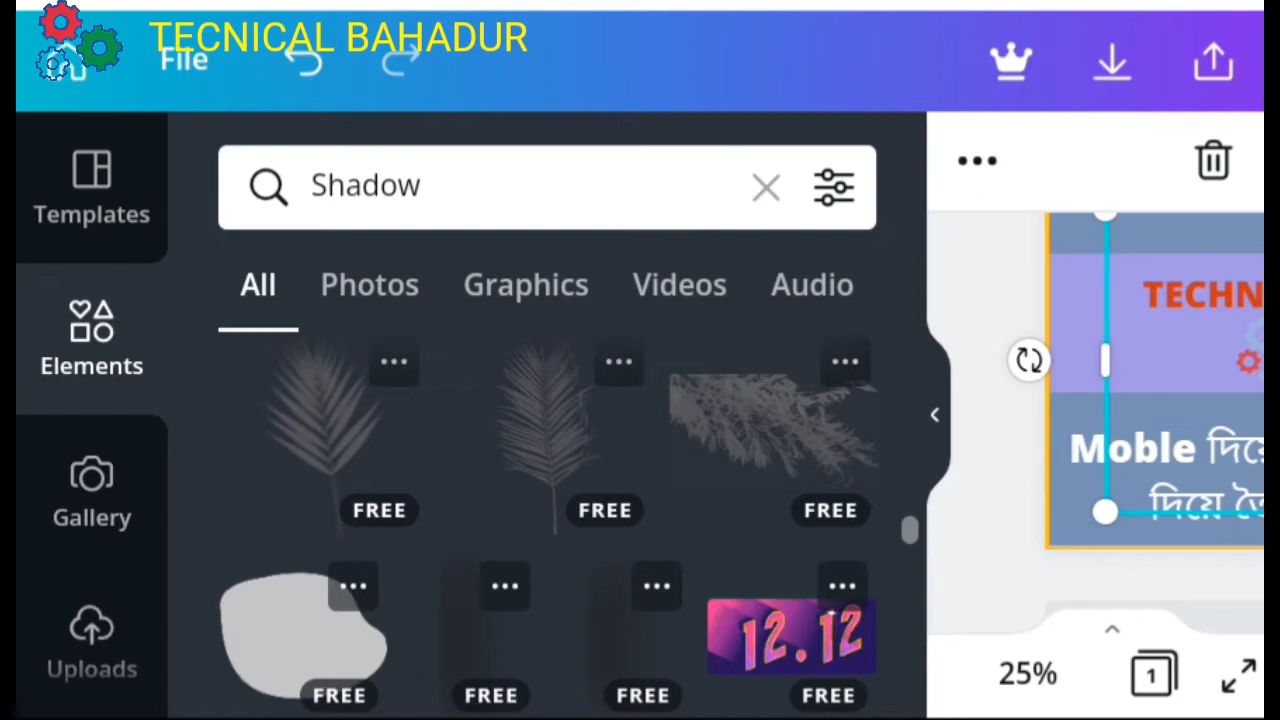 TECNICAL BAHADUR
File
Templates
Elements
Gallery
Uploads
Shadow
All Photos Graphics Videos Audio
FREE FREE FREE
12.12
FREE FREE FREE FREE
TECHN
Moble দিয়ে
দিয়ে তৈ
25% 1